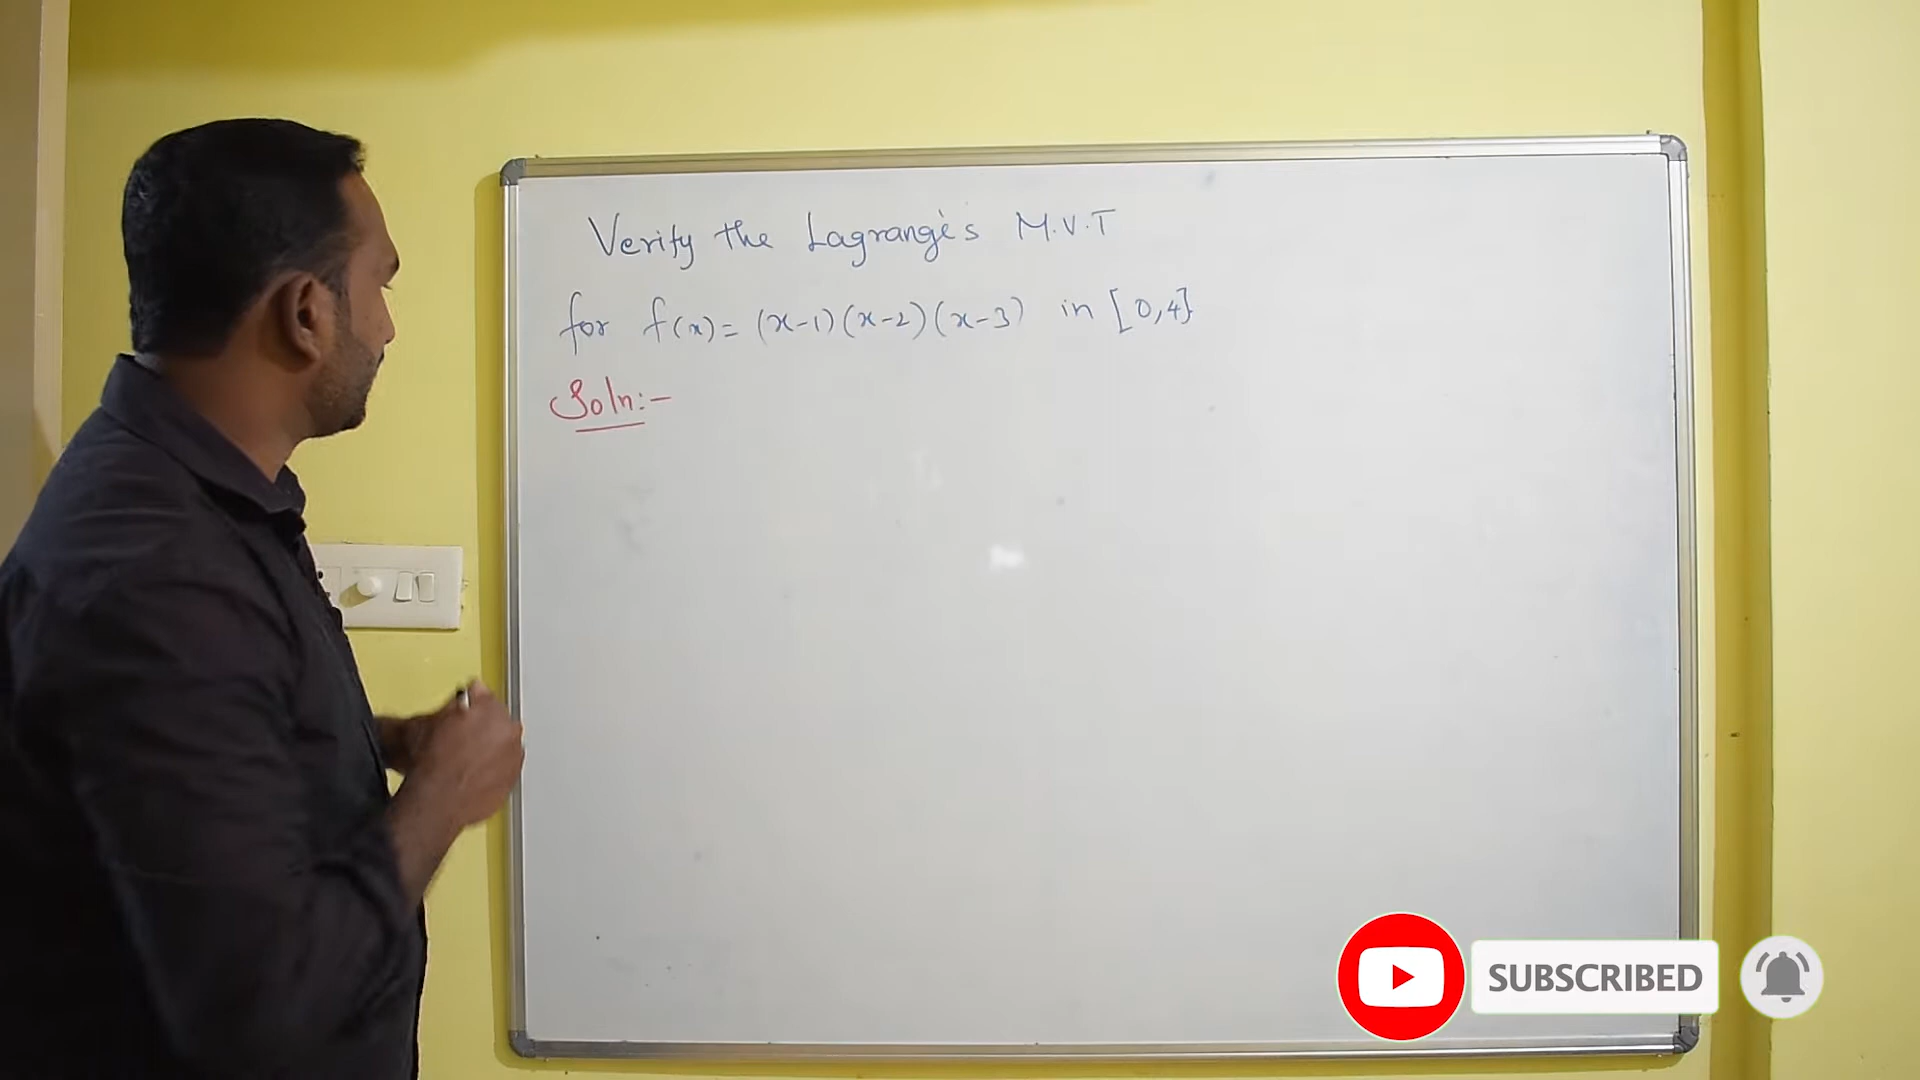 Verify the Lagrange's M.V.T
for f(x) = (x-1)(x-2)(x-3) in [0,4]
Soln:-
SUBSCRIBED